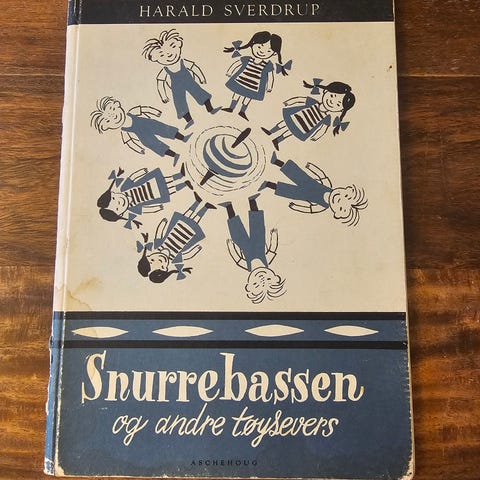 HARALD SVERDRUP
Snurrebassen
og andre tøysevers
ASCHEHOUG